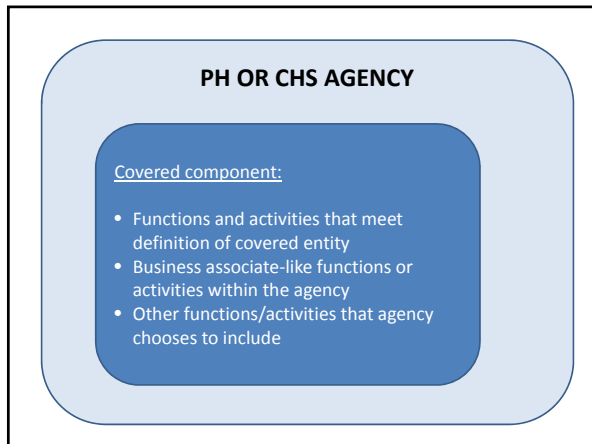 PH OR CHS AGENCY
Covered component:
• Functions and activities that meet
definition of covered entity
• Business associate-like functions or
activities within the agency
• Other functions/activities that agency
chooses to include